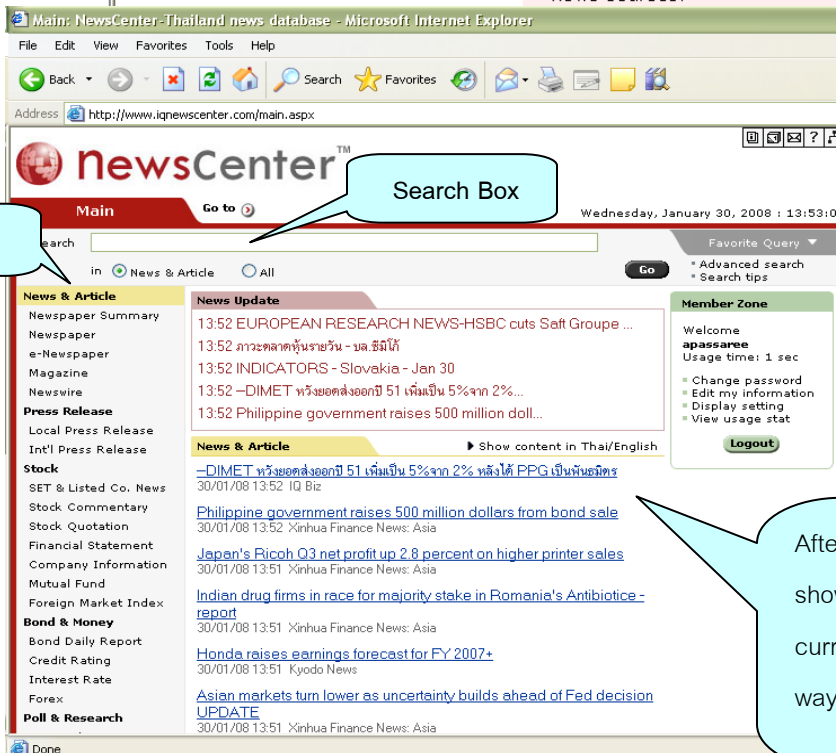 Main: NewsCenter-Thailand news database - Microsoft Internet Explorer
File Edit View Favorites Tools Help
Back Search Favorites
Address http://www.iqnewscenter.com/main.aspx
newsCenter™
Search Box
Main Go to Wednesday, January 30, 2008 : 13:53:0
earch
Favorite Query
in News & Article All Go
Advanced search
Search tips
News & Article
Newspaper Summary
Newspaper
e-Newspaper
Magazine
Newswire
Press Release
Local Press Release
Int'l Press Release
Stock
SET & Listed Co. News
Stock Commentary
Stock Quotation
Financial Statement
Company Information
Mutual Fund
Foreign Market Index
Bond & Money
Bond Daily Report
Credit Rating
Interest Rate
Forex
Poll & Research
News Update
13:52 EUROPEAN RESEARCH NEWS-HSBC cuts Saft Groupe ...
13:52 ภาวะตลาดหุ้นรายวัน - บล.ซีมิโก้
13:52 INDICATORS - Slovakia - Jan 30
13:52 –DIMET หวังยอดส่งออกปี 51 เพิ่มเป็น 5%จาก 2%...
13:52 Philippine government raises 500 million doll...
News & Article Show content in Thai/English
–DIMET หวังยอดส่งออกปี 51 เพิ่มเป็น 5%จาก 2% หลังได้ PPG เป็นพันธมิตร
30/01/08 13:52 IQ Biz
Philippine government raises 500 million dollars from bond sale
30/01/08 13:52 Xinhua Finance News: Asia
Japan's Ricoh Q3 net profit up 2.8 percent on higher printer sales
30/01/08 13:51 Xinhua Finance News: Asia
Indian drug firms in race for majority stake in Romania's Antibiotice -
report
30/01/08 13:51 Xinhua Finance News: Asia
Honda raises earnings forecast for FY 2007+
30/01/08 13:51 Kyodo News
Asian markets turn lower as uncertainty builds ahead of Fed decision
UPDATE
30/01/08 13:51 Xinhua Finance News: Asia
Member Zone
Welcome
apassaree
Usage time: 1 sec
Change password
Edit my information
Display setting
View usage stat
Logout
Afte
show
curr
way
Done